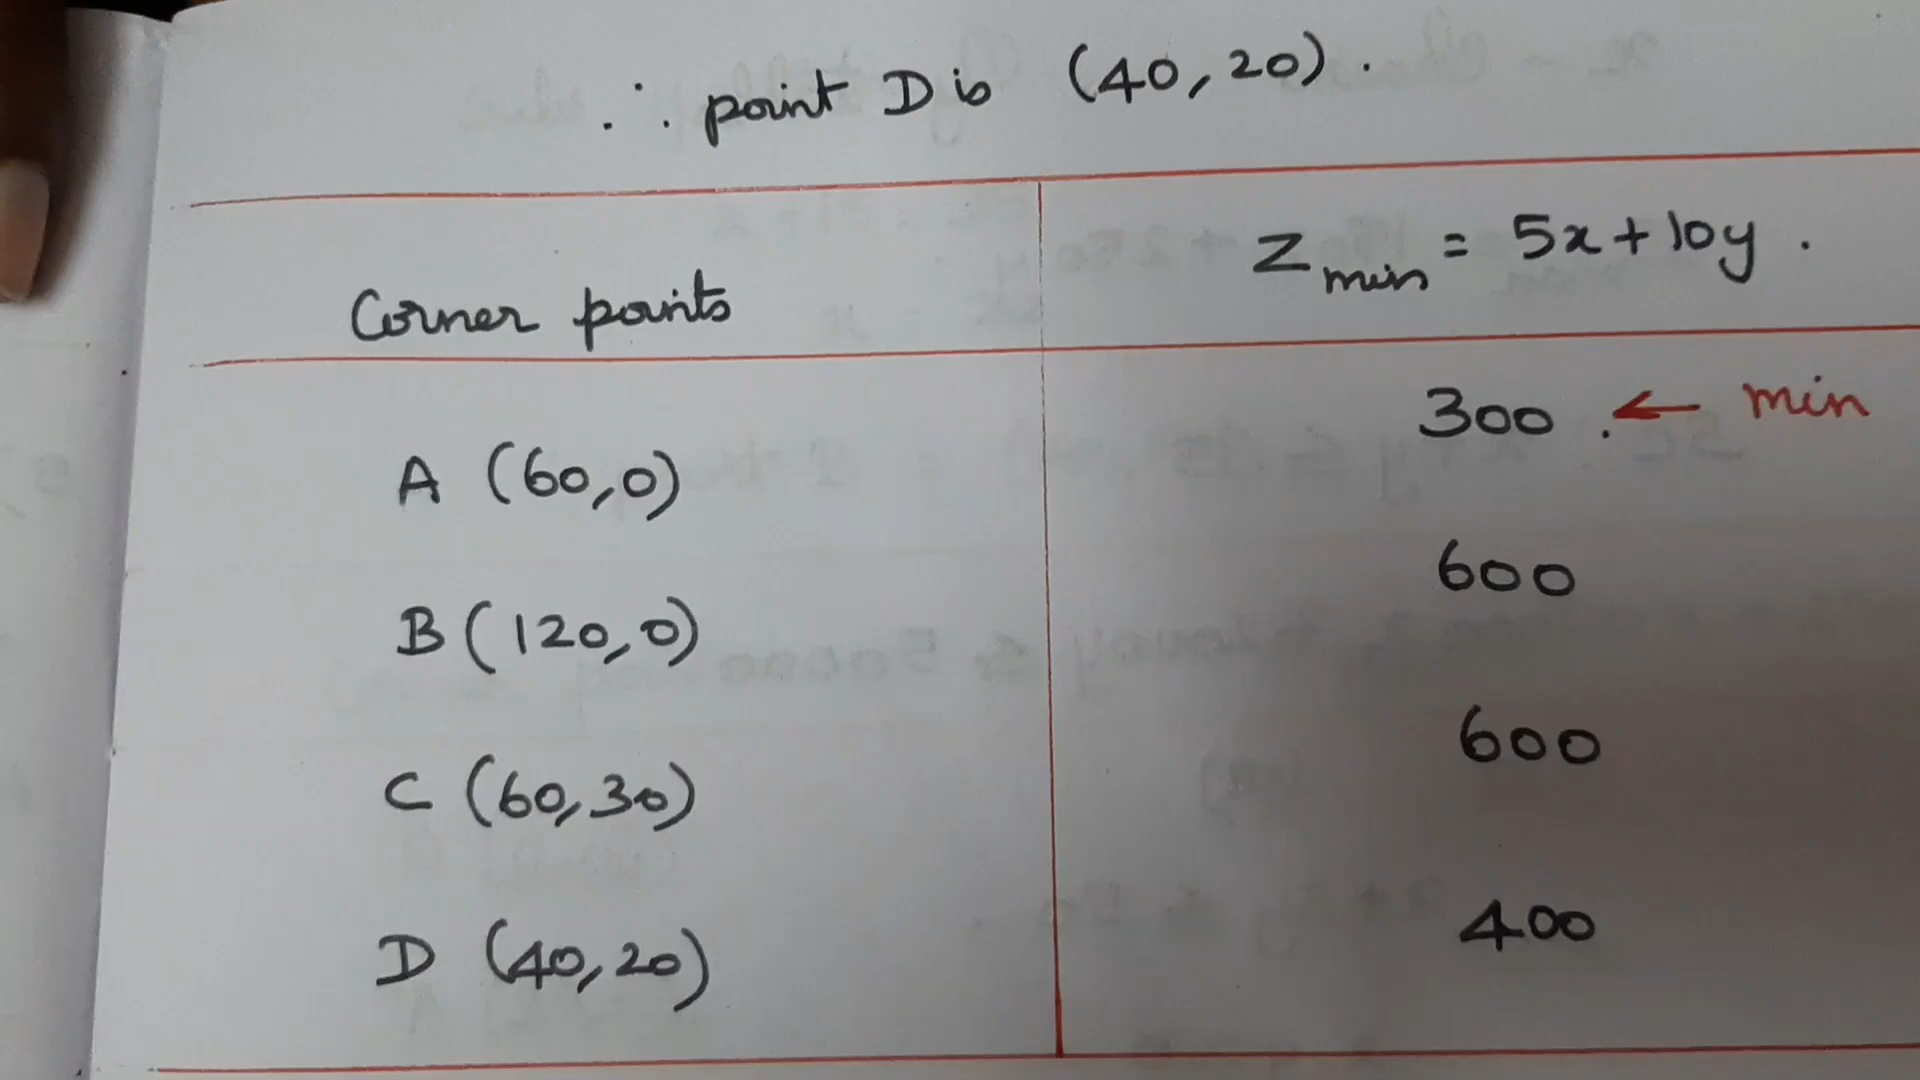 ∴ point D is (40, 20).
Corner points
Z min = 5x + 10y.
A (60,0)
300. ← min
B (120,0)
600
C (60,30)
600
D (40,20)
400